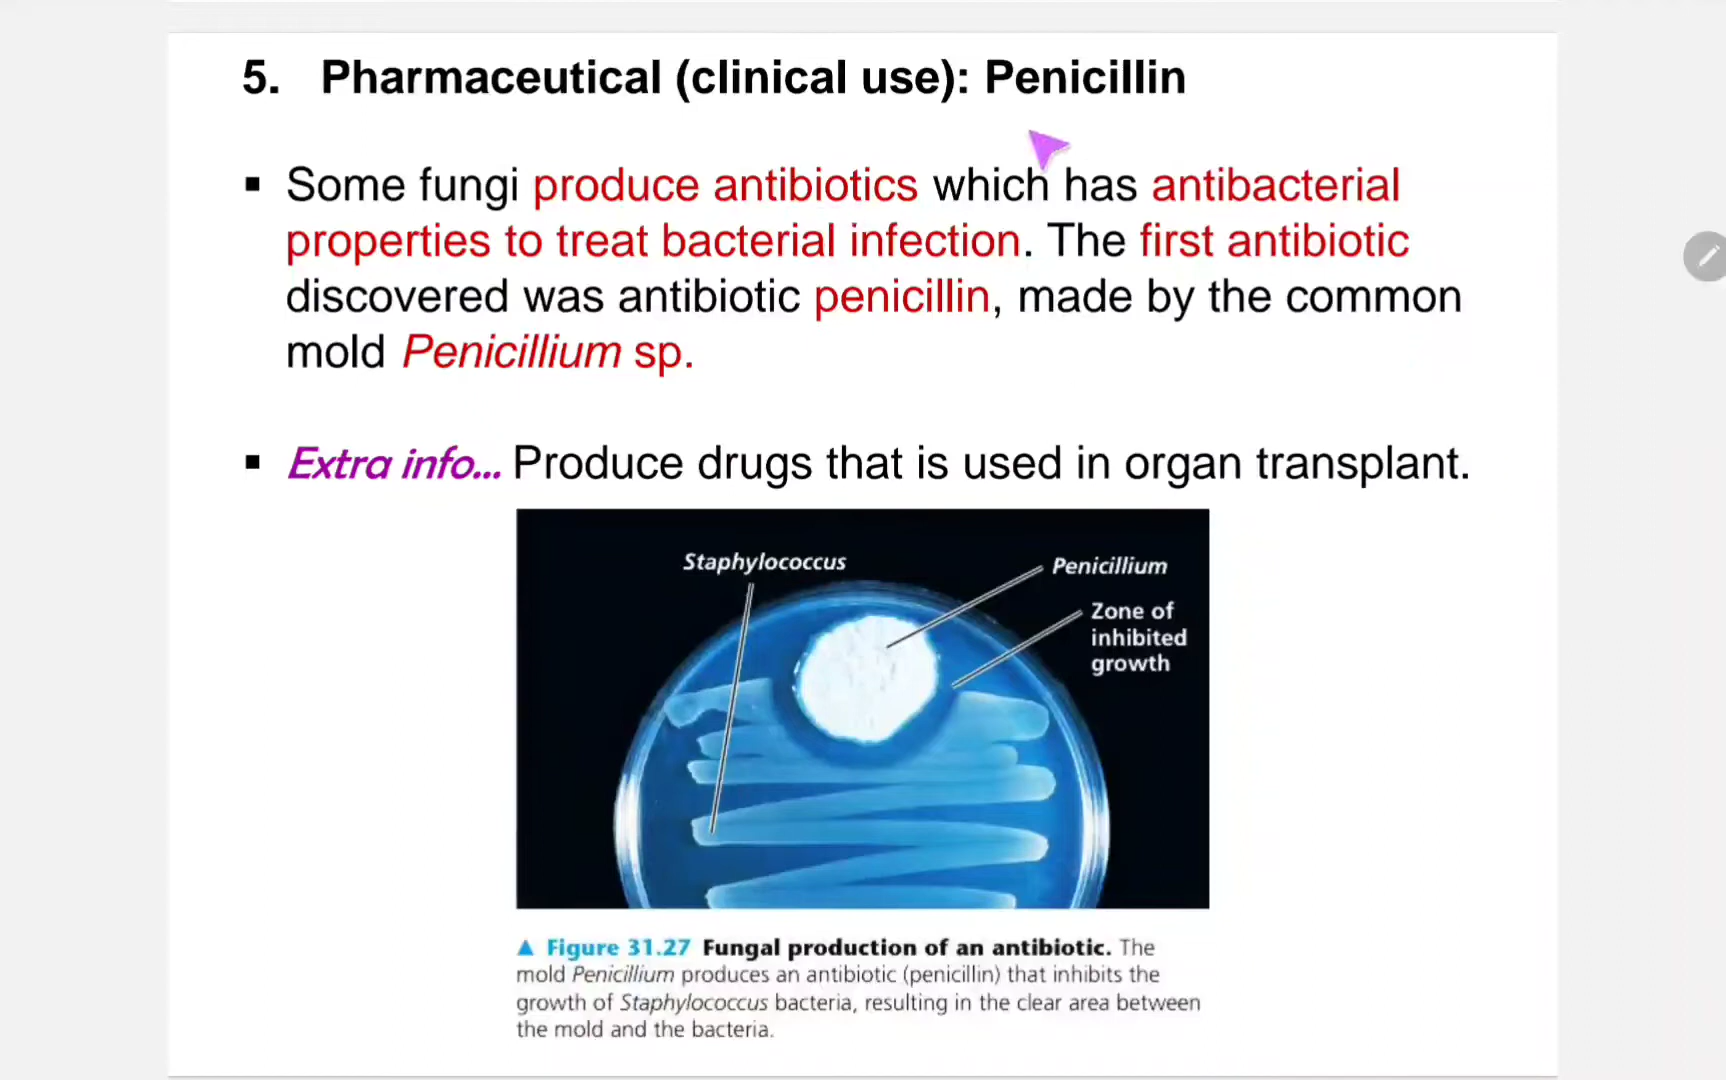 5. Pharmaceutical (clinical use): Penicillin
▪ Some fungi produce antibiotics which has antibacterial
properties to treat bacterial infection. The first antibiotic
discovered was antibiotic penicillin, made by the common
mold Penicillium sp.
▪ Extra info... Produce drugs that is used in organ transplant.
Staphylococcus
Penicillium
Zone of
inhibited
growth
▲ Figure 31.27 Fungal production of an antibiotic. The
mold Penicillium produces an antibiotic (penicillin) that inhibits the
growth of Staphylococcus bacteria, resulting in the clear area between
the mold and the bacteria.